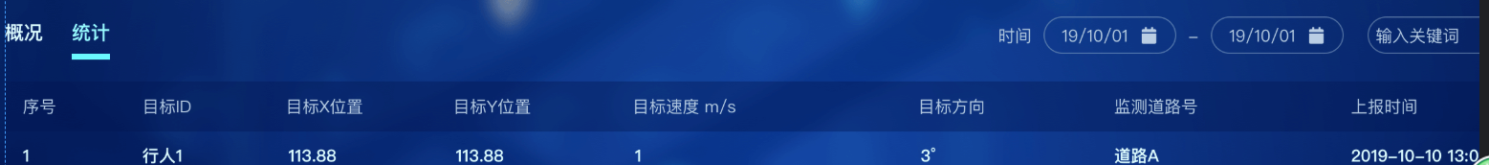 概况 统计 时间 19/10/01 – 19/10/01 输入关键词
序号 目标ID 目标X位置 目标Y位置 目标速度 m/s 目标方向 监测道路号 上报时间
1 行人1 113.88 113.88 1 3° 道路A 2019-10-10 13:0